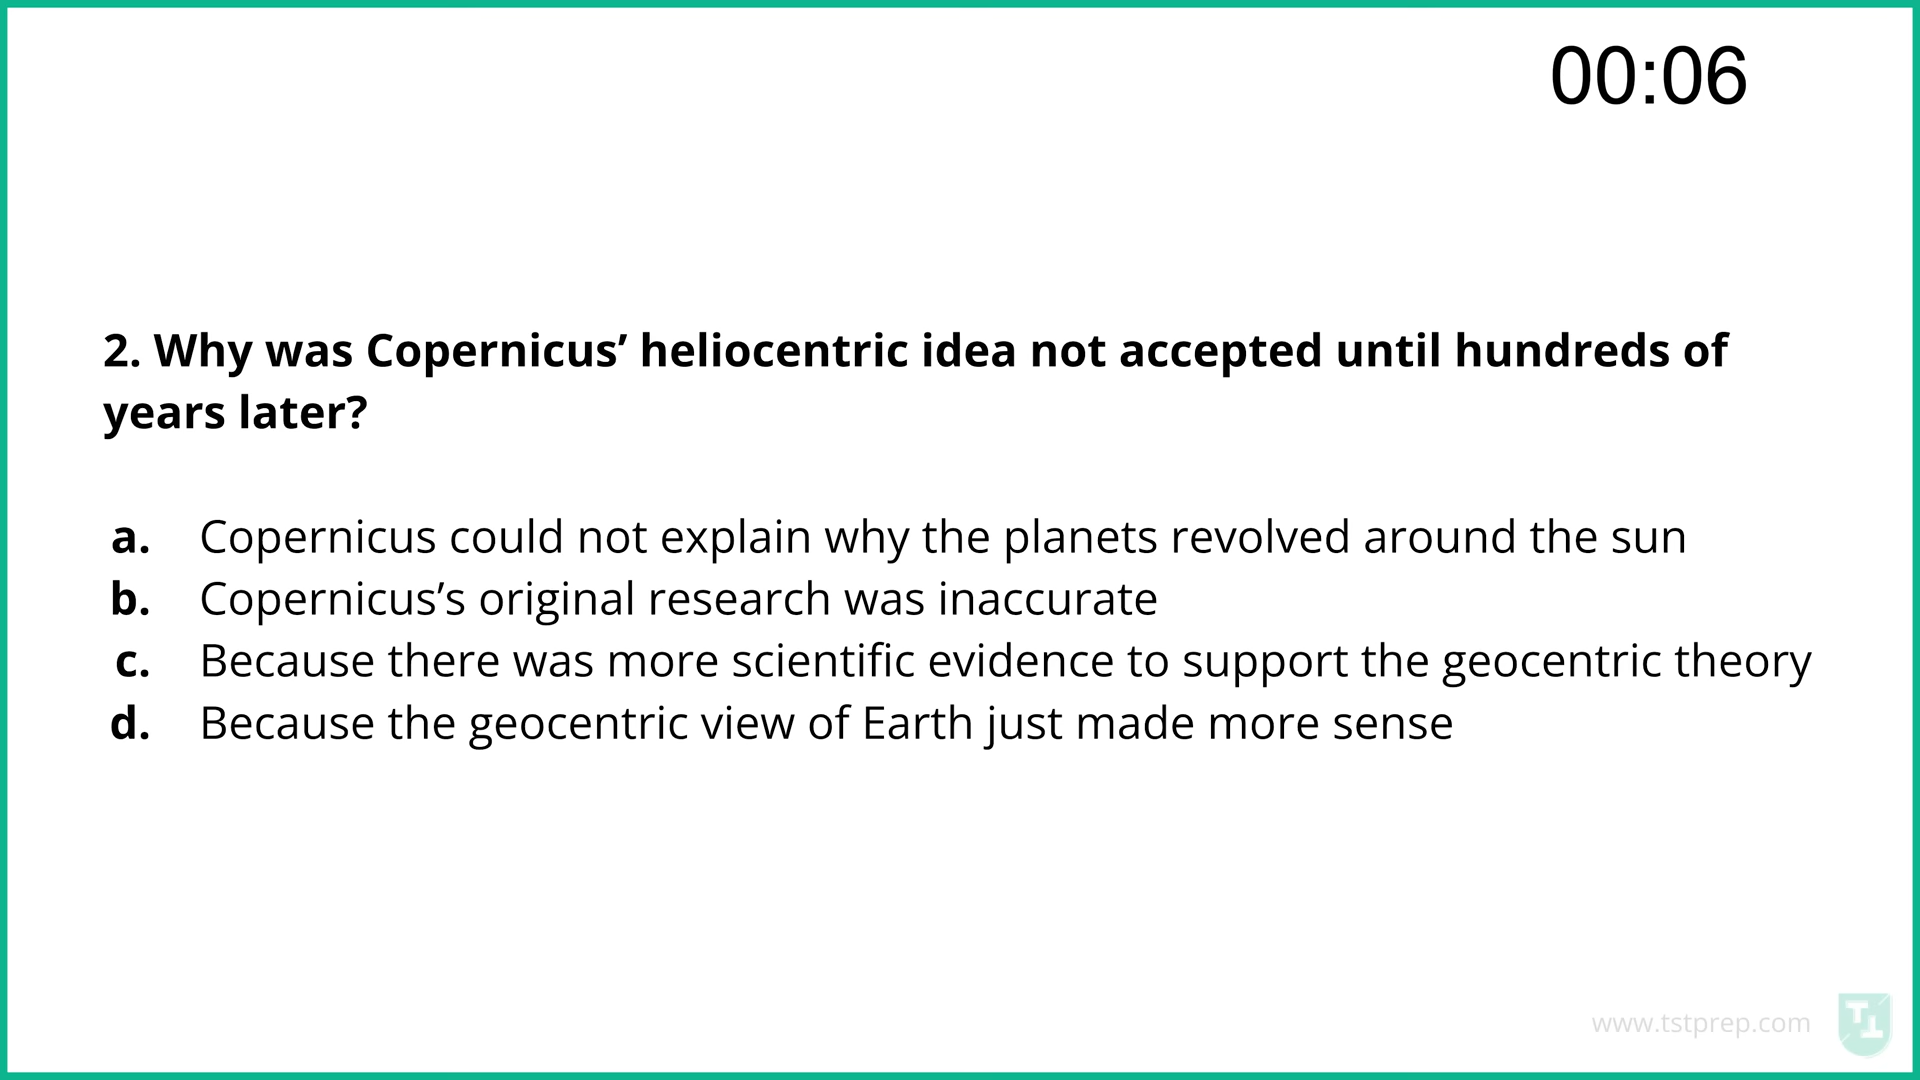 00:06
2. Why was Copernicus’ heliocentric idea not accepted until hundreds of
years later?
a. Copernicus could not explain why the planets revolved around the sun
b. Copernicus’s original research was inaccurate
c. Because there was more scientific evidence to support the geocentric theory
d. Because the geocentric view of Earth just made more sense
www.tstprep.com